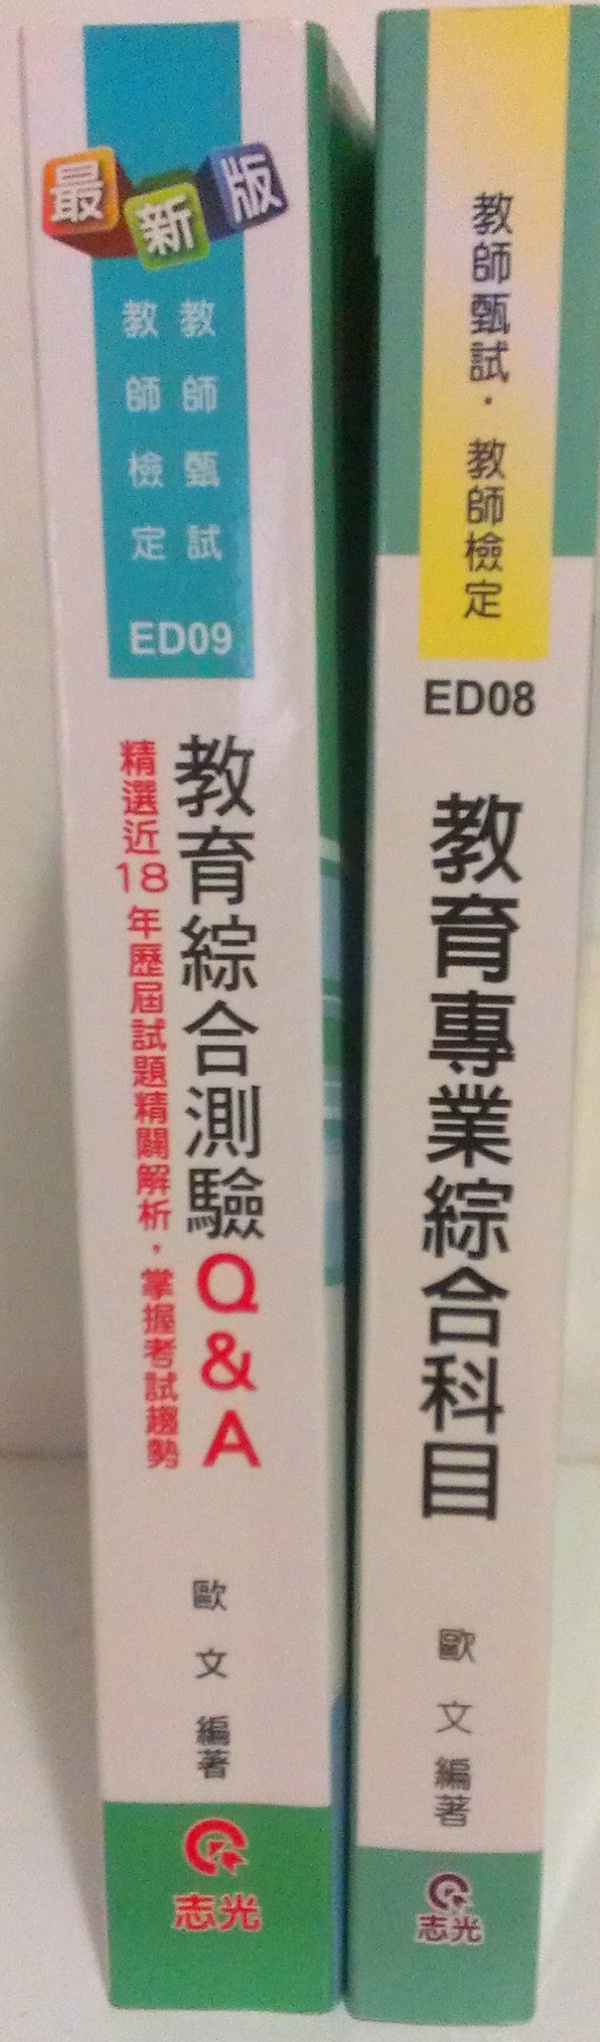 最新版
教師甄試
教師檢定
ED09
教育綜合測驗Q&A
精選近18年歷屆試題精闢解析，掌握考試趨勢
歐文 編著
志光
教師甄試・教師檢定
ED08
教育專業綜合科目
歐文 編著
志光